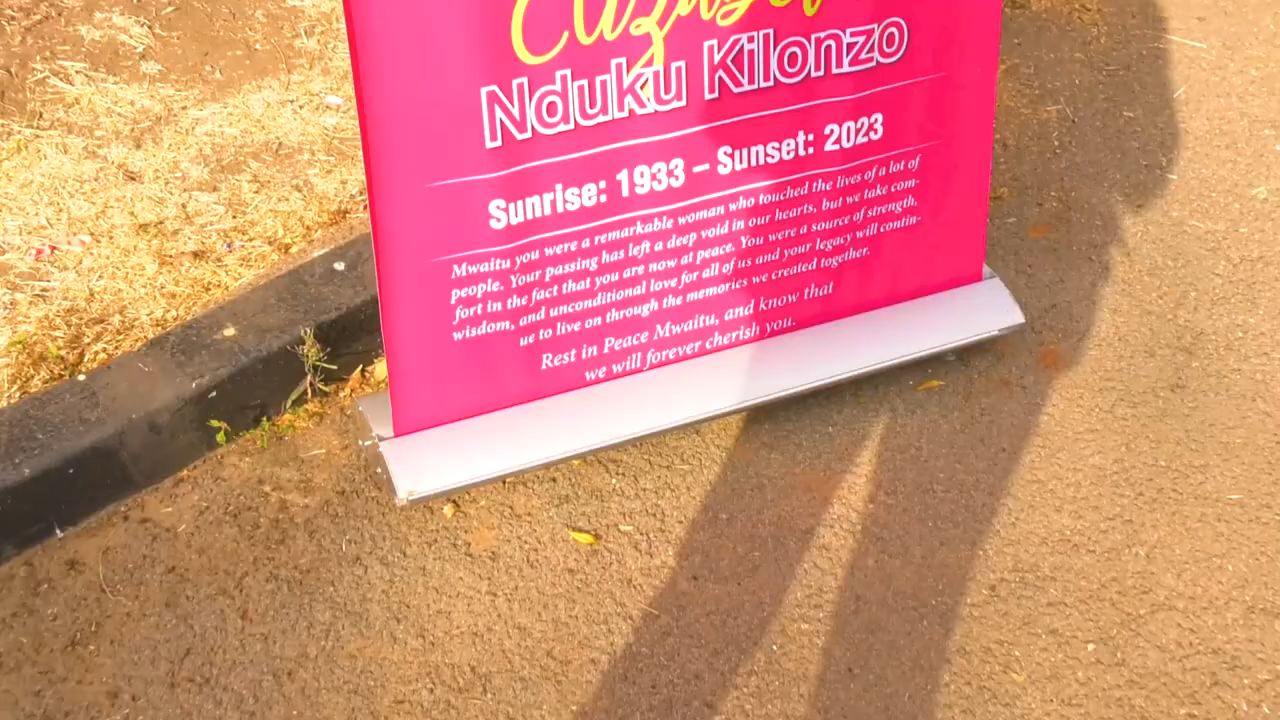 Nduku Kilonzo
Sunrise: 1933 – Sunset: 2023
Mwaitu you were a remarkable woman who touched the lives of a lot of
people. Your passing has left a deep void in our hearts, but we take com-
fort in the fact that you are now at peace. You were a source of strength,
wisdom, and unconditional love for all of us and your legacy will contin-
ue to live on through the memories we created together.
Rest in Peace Mwaitu, and know that
we will forever cherish you.